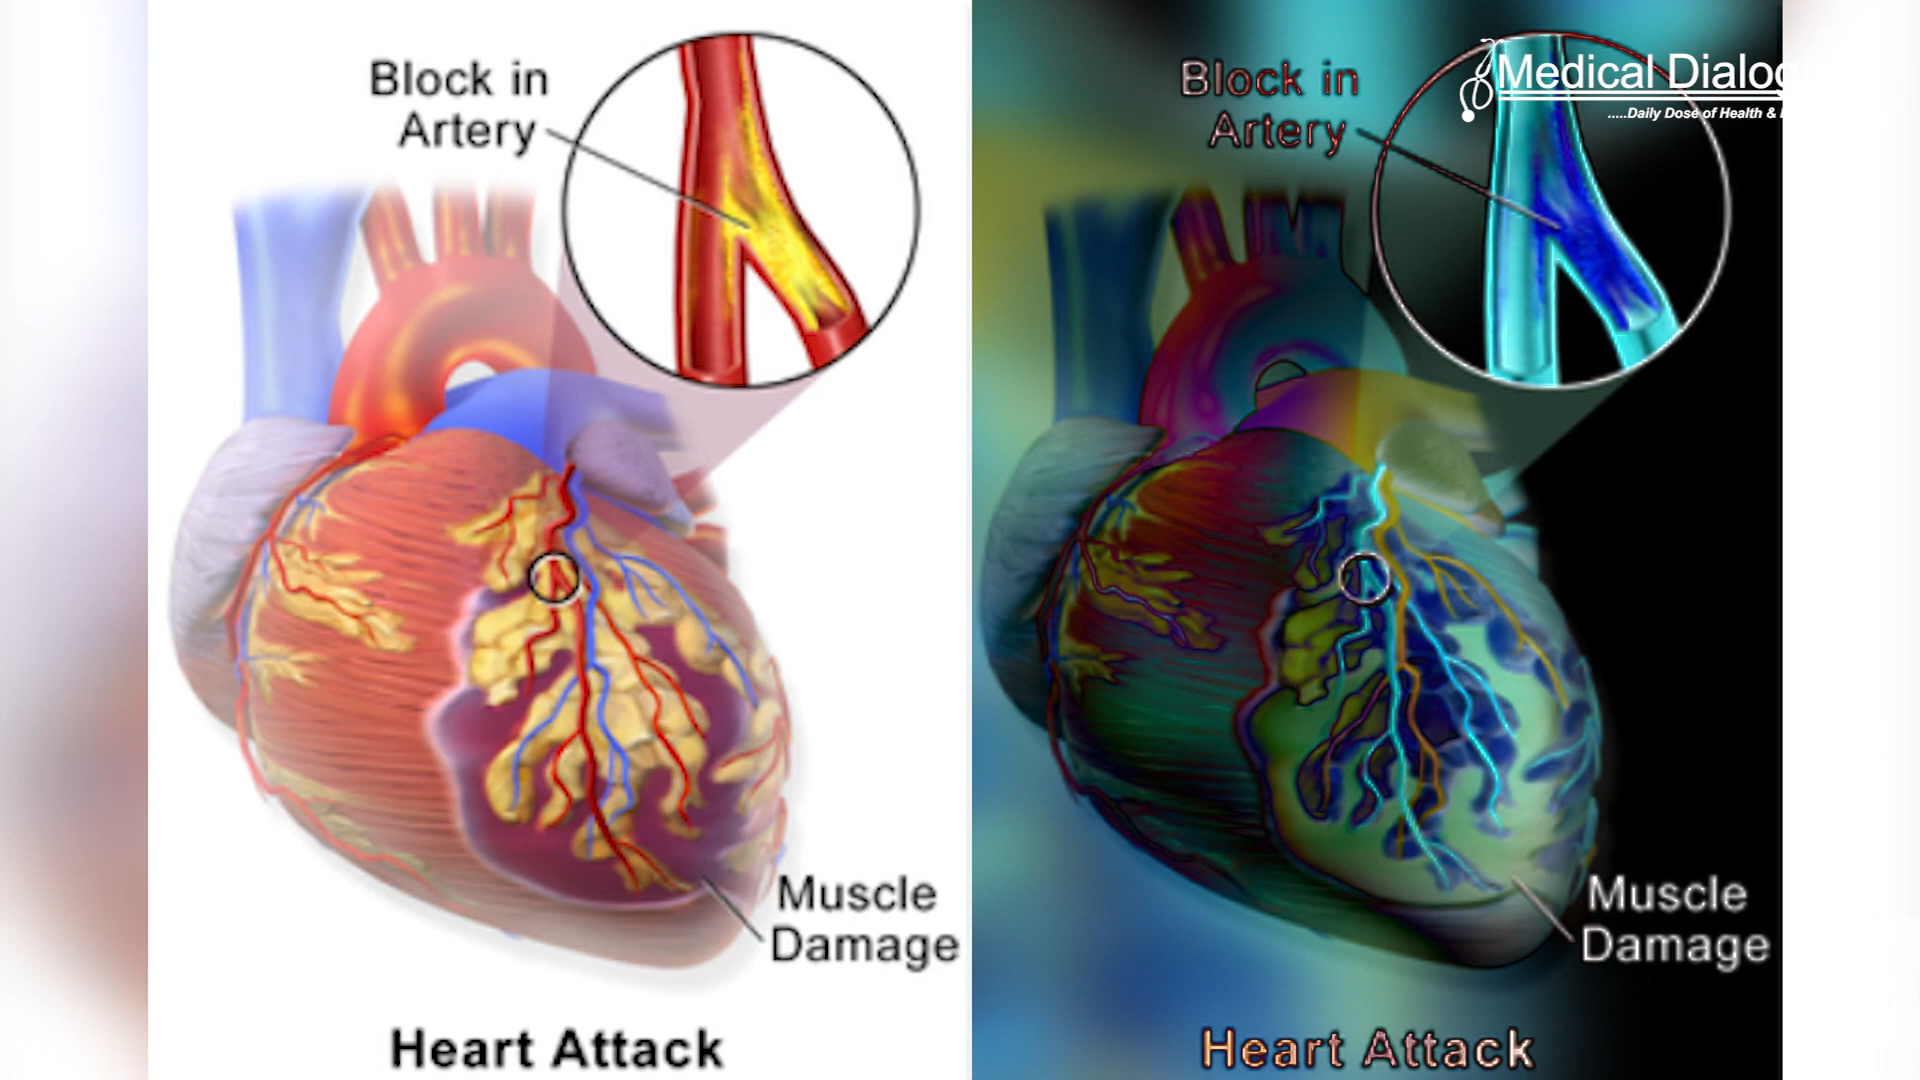 Block in
Artery
Muscle
Damage
Heart Attack
Block in
Artery
Medical Dialog
.....Daily Dose of Health &
Muscle
Damage
Heart Attack